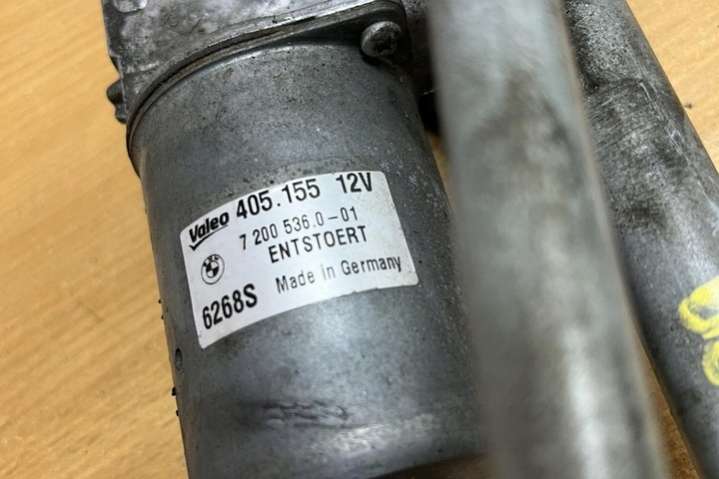 Valeo 405.155 12V
7 200 536.0-01
ENTSTOERT
6268S Made in Germany